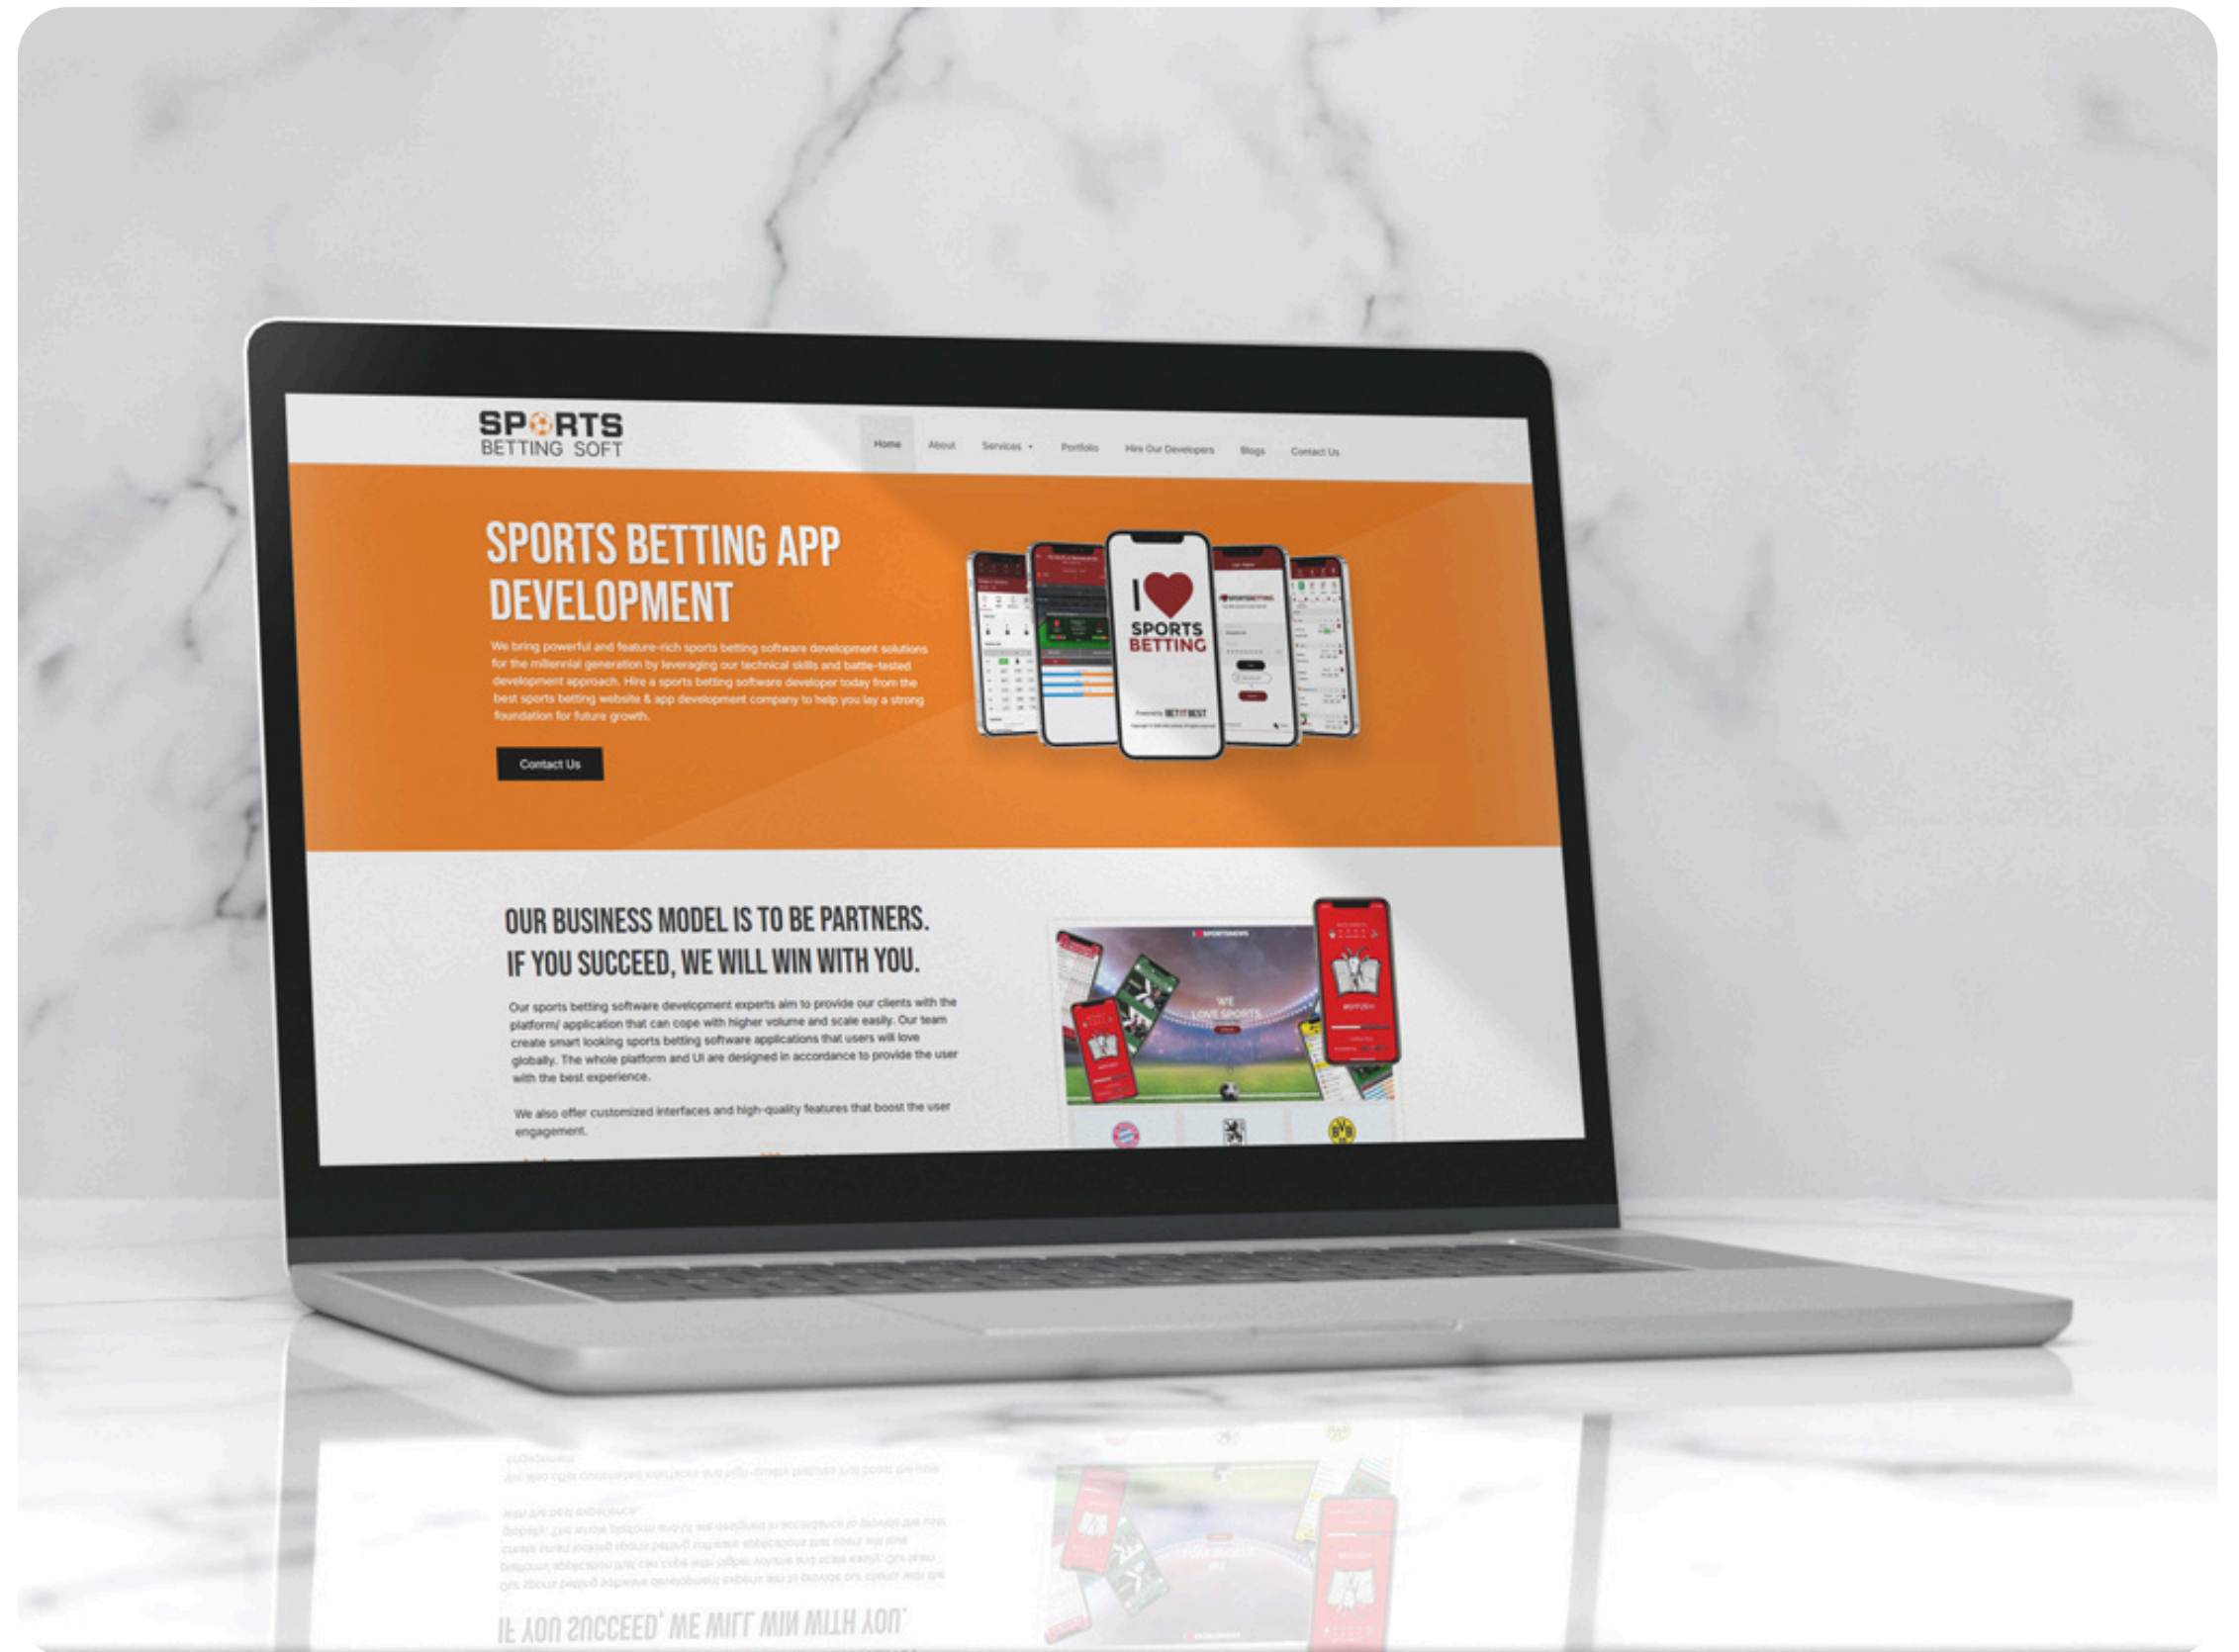 SPORTS
BETTING SOFT
Home About Services Portfolio Hire Our Developers Blogs Contact Us
SPORTS BETTING APP
DEVELOPMENT
We bring powerful and feature-rich sports betting software development solutions
for the millennial generation by leveraging our technical skills and battle-tested
development approach. Hire a sports betting software developer today from the
best sports betting website & app development company to help you lay a strong
foundation for future growth.
Contact Us
I
SPORTS
BETTING
Powered by BETITBEST
SPORTSBETTING
OUR BUSINESS MODEL IS TO BE PARTNERS.
IF YOU SUCCEED, WE WILL WIN WITH YOU.
Our sports betting software development experts aim to provide our clients with the
platform/ application that can cope with higher volume and scale easily. Our team
create smart looking sports betting software applications that users will love
globally. The whole platform and UI are designed in accordance to provide the user
with the best experience.
We also offer customized interfaces and high-quality features that boost the user
engagement.
I SPORTSNEWS
WE
LOVE SPORTS
BVB